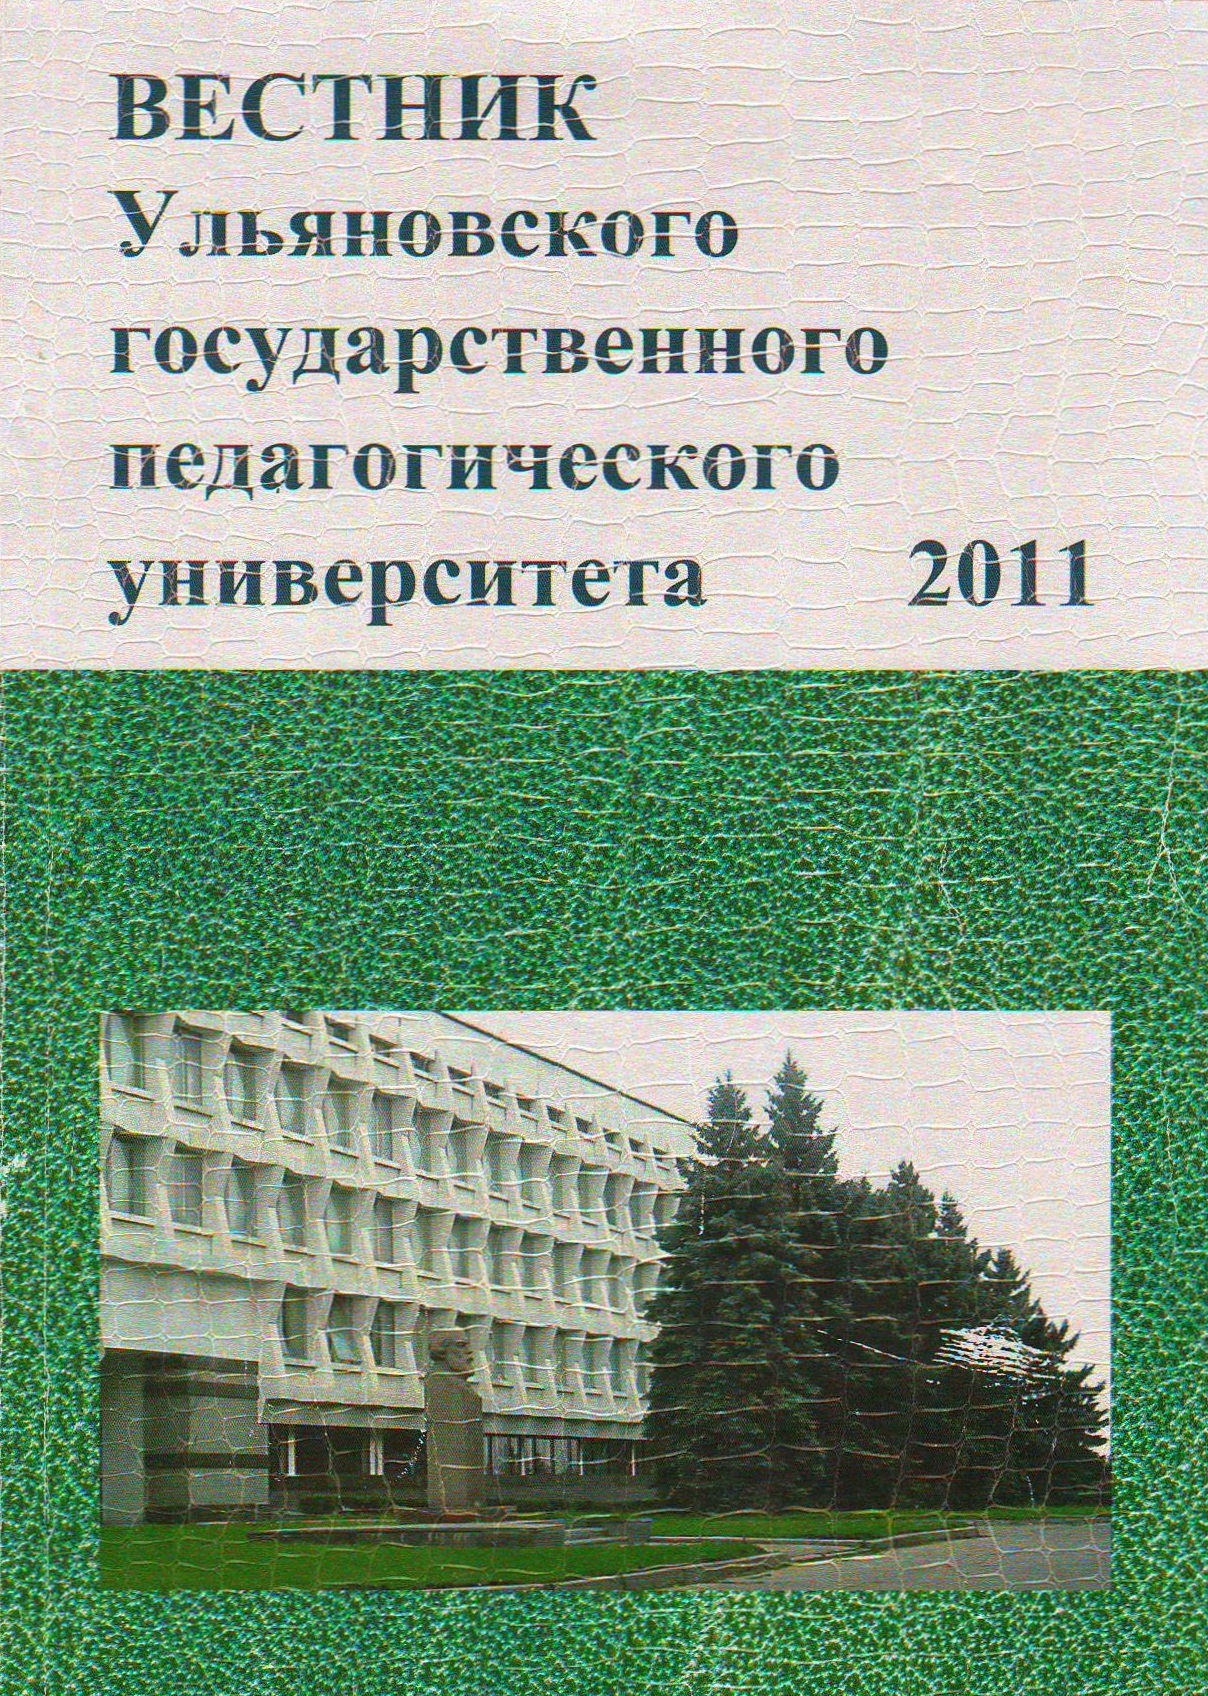 ВЕСТНИК
Ульяновского
государственного
педагогического
университета 2011